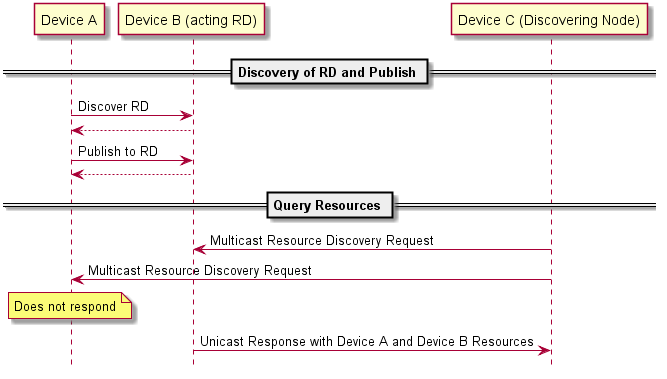 Device A
Device B (acting RD)
Device C (Discovering Node)
Discovery of RD and Publish
Discover RD
Publish to RD
Query Resources
Multicast Resource Discovery Request
Multicast Resource Discovery Request
Does not respond
Unicast Response with Device A and Device B Resources